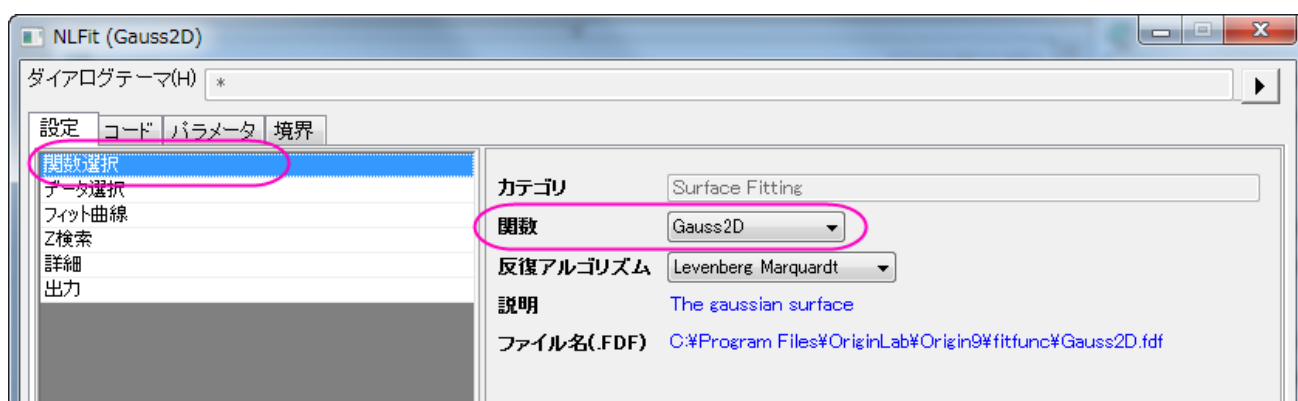 NLFit (Gauss2D)
ダイアログテーマ(H) *
設定 コード パラメータ 境界
関数選択
データ選択
フィット曲線
Z検索
詳細
出力
カテゴリ Surface Fitting
関数 Gauss2D
反復アルゴリズム Levenberg Marquardt
説明 The gaussian surface
ファイル名(.FDF) C:¥Program Files¥OriginLab¥Origin9¥fitfunc¥Gauss2D.fdf